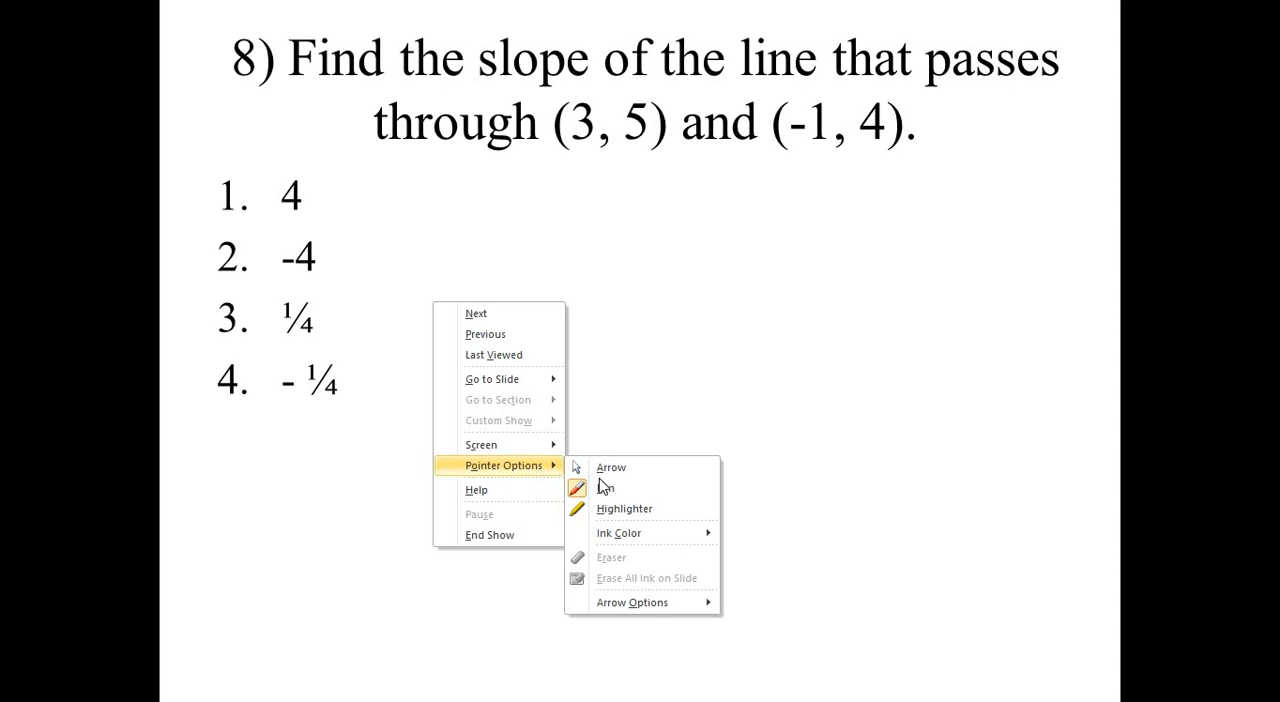 8) Find the slope of the line that passes
through (3, 5) and (-1, 4).
1. 4
2. -4
3. ¼
4. - ¼
Next
Previous
Last Viewed
Go to Slide
Go to Section
Custom Show
Screen
Pointer Options
Help
Pause
End Show
Arrow
Highlighter
Ink Color
Eraser
Erase All Ink on Slide
Arrow Options